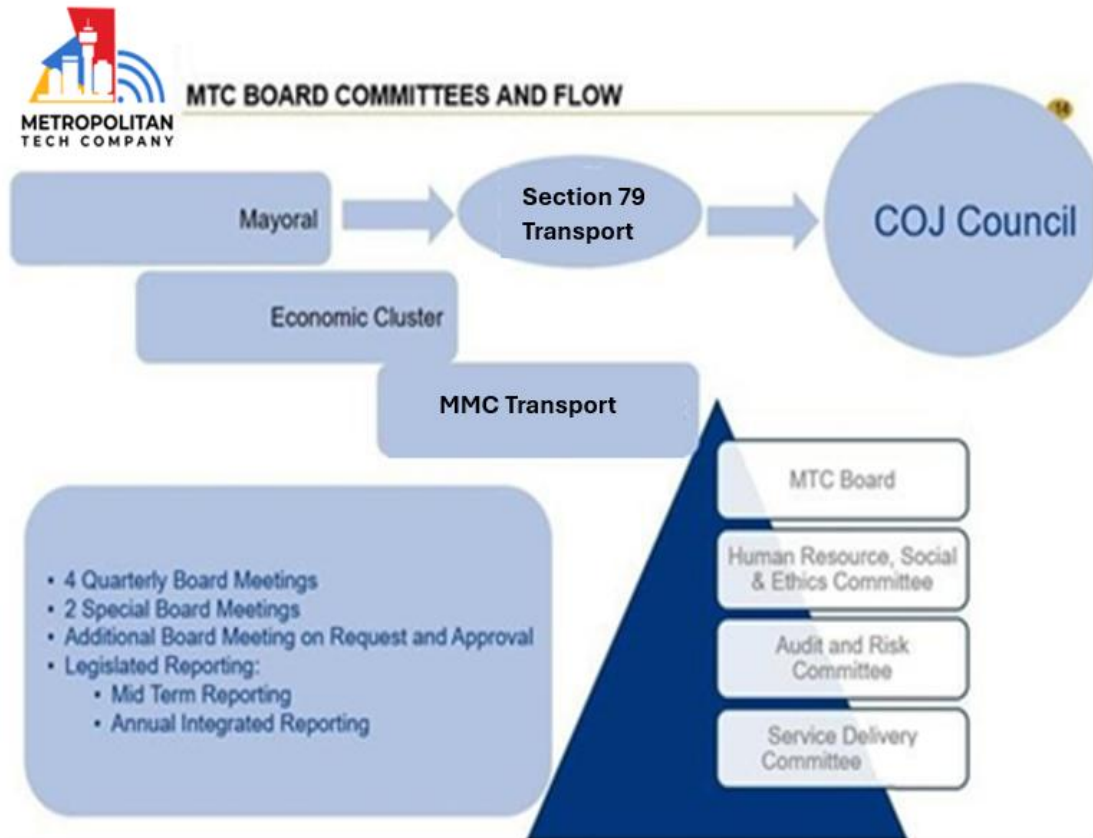 METROPOLITAN
TECH COMPANY
MTC BOARD COMMITTEES AND FLOW
14
Mayoral
Section 79
Transport
COJ Council
Economic Cluster
MMC Transport
MTC Board
Human Resource, Social
& Ethics Committee
Audit and Risk
Committee
Service Delivery
Committee
• 4 Quarterly Board Meetings
• 2 Special Board Meetings
• Additional Board Meeting on Request and Approval
• Legislated Reporting:
• Mid Term Reporting
• Annual Integrated Reporting